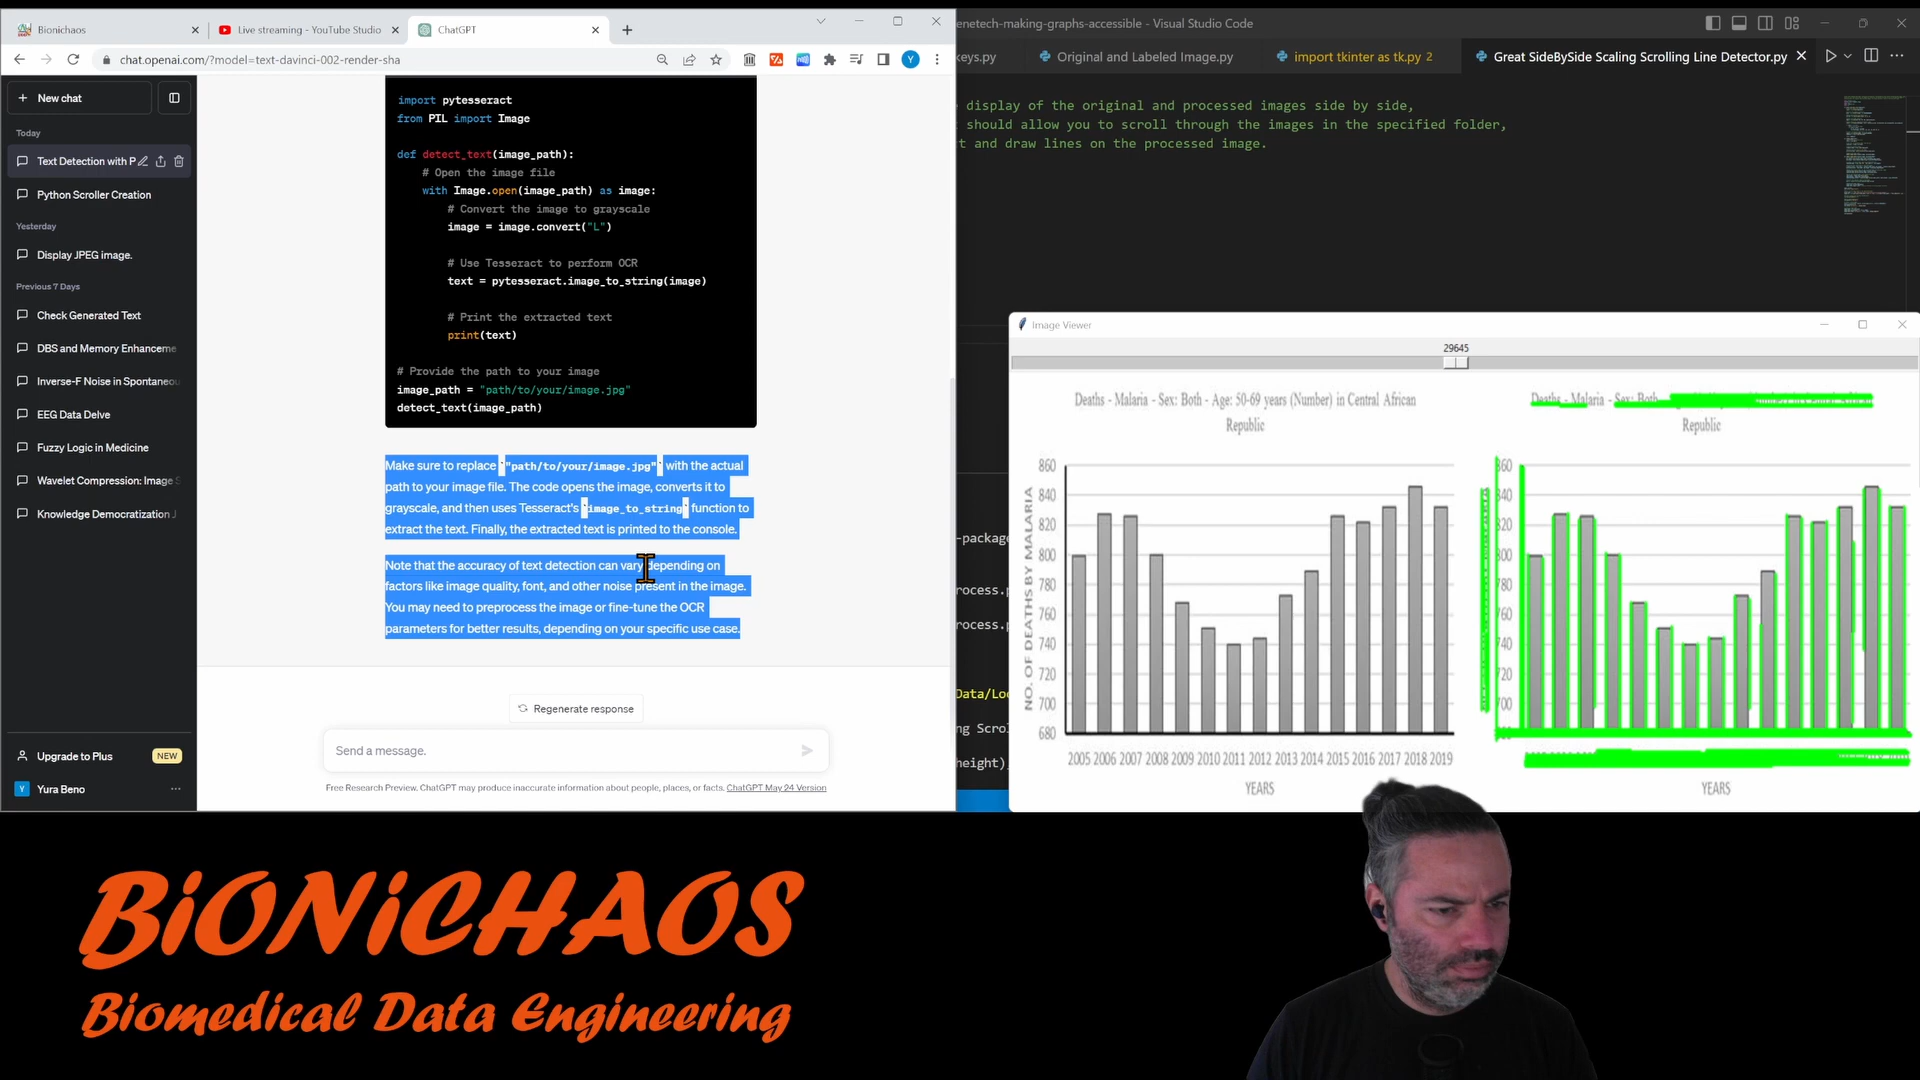 Bionichaos
Live streaming - YouTube Studio
ChatGPT
chat.openai.com/?model=text-davinci-002-render-sha
New chat
Today
Text Detection with P
Python Scroller Creation
Yesterday
Display JPEG image.
Previous 7 Days
Check Generated Text
DBS and Memory Enhanceme
Inverse-F Noise in Spontaneou
EEG Data Delve
Fuzzy Logic in Medicine
Wavelet Compression: Image S
Knowledge Democratization
Upgrade to Plus NEW
Y Yura Beno ...
import pytesseract
from PIL import Image
def detect_text(image_path):
# Open the image file
with Image.open(image_path) as image:
# Convert the image to grayscale
image = image.convert("L")
# Use Tesseract to perform OCR
text = pytesseract.image_to_string(image)
# Print the extracted text
print(text)
# Provide the path to your image
image_path = "path/to/your/image.jpg"
detect_text(image_path)
Make sure to replace `"path/to/your/image.jpg"` with the actual
path to your image file. The code opens the image, converts it to
grayscale, and then uses Tesseract's `image_to_string` function to
extract the text. Finally, the extracted text is printed to the console.
Note that the accuracy of text detection can vary depending on
factors like image quality, font, and other noise present in the image.
You may need to preprocess the image or fine-tune the OCR
parameters for better results, depending on your specific use case.
Regenerate response
Send a message.
Free Research Preview. ChatGPT may produce inaccurate information about people, places, or facts. ChatGPT May 24 Version
enetech-making-graphs-accessible - Visual Studio Code
keys.py
Original and Labeled Image.py
import tkinter as tk.py 2
Great SideBySide Scaling Scrolling Line Detector.py
display of the original and processed images side by side,
should allow you to scroll through the images in the specified folder,
t and draw lines on the processed image.
-package
rocess.p
rocess.p
Data/Loc
ng Scrol
height),
Image Viewer
29645
Deaths - Malaria - Sex: Both - Age: 50-69 years (Number) in Central African
Republic
NO. OF DEATHS BY MALARIA
860
840
820
800
780
760
740
720
700
680
2005 2006 2007 2008 2009 2010 2011 2012 2013 2014 2015 2016 2017 2018 2019
YEARS
Deaths - Malaria - Sex: Both
Republic
860
840
820
800
780
760
740
720
700
YEARS
BiONiCHAOS
Biomedical Data Engineering